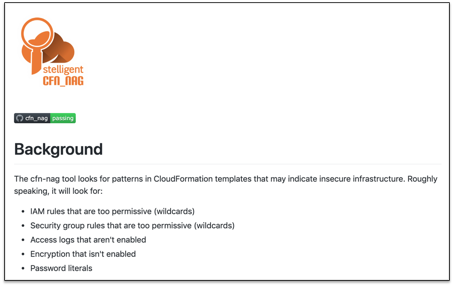 stelligent
CFN_NAG
cfn_nag passing
Background
The cfn-nag tool looks for patterns in CloudFormation templates that may indicate insecure infrastructure. Roughly
speaking, it will look for:
• IAM rules that are too permissive (wildcards)
• Security group rules that are too permissive (wildcards)
• Access logs that aren't enabled
• Encryption that isn't enabled
• Password literals